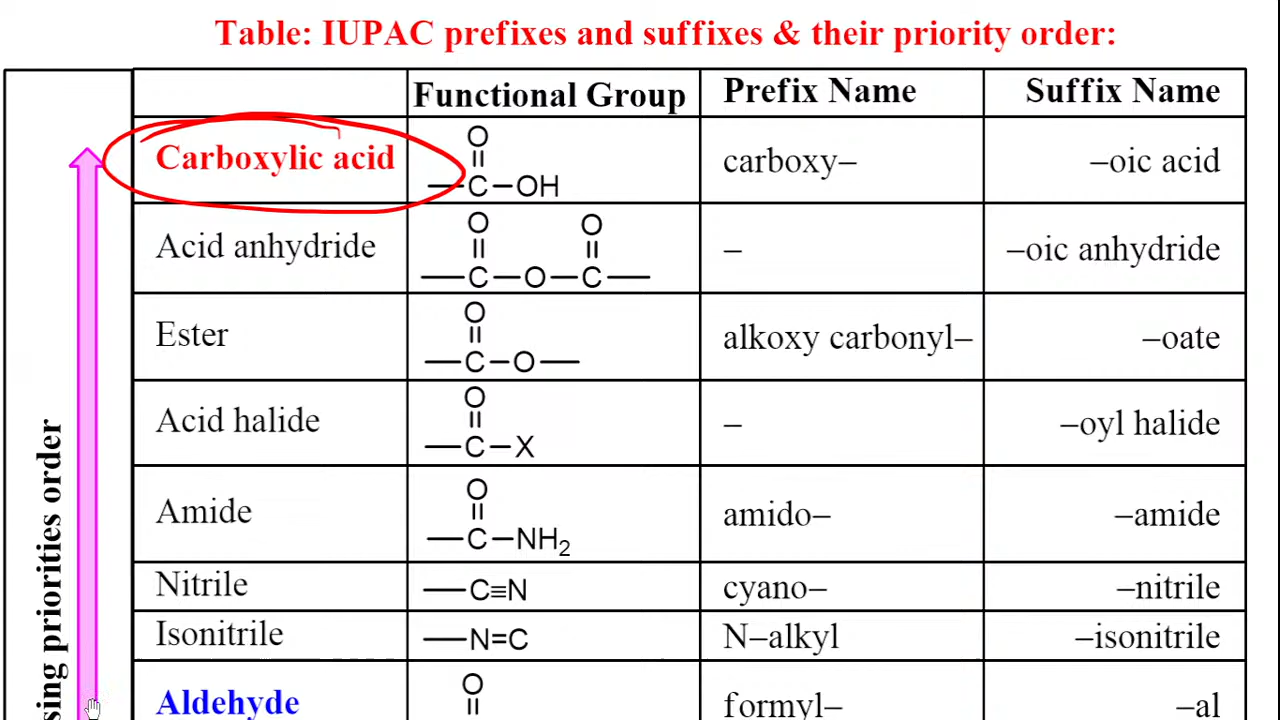 Table: IUPAC prefixes and suffixes & their priority order:
Functional Group Prefix Name Suffix Name
Carboxylic acid
O
=
—C—OH
carboxy– –oic acid
Acid anhydride
O O
= =
—C—O—C—
– –oic anhydride
Ester
O
=
—C—O—
alkoxy carbonyl– –oate
Acid halide
O
=
—C—X
– –oyl halide
Amide
O
=
—C—NH₂
amido– –amide
Nitrile —C≡N cyano– –nitrile
Isonitrile —N=C N–alkyl –isonitrile
Aldehyde
O
=
formyl– –al
priorities order